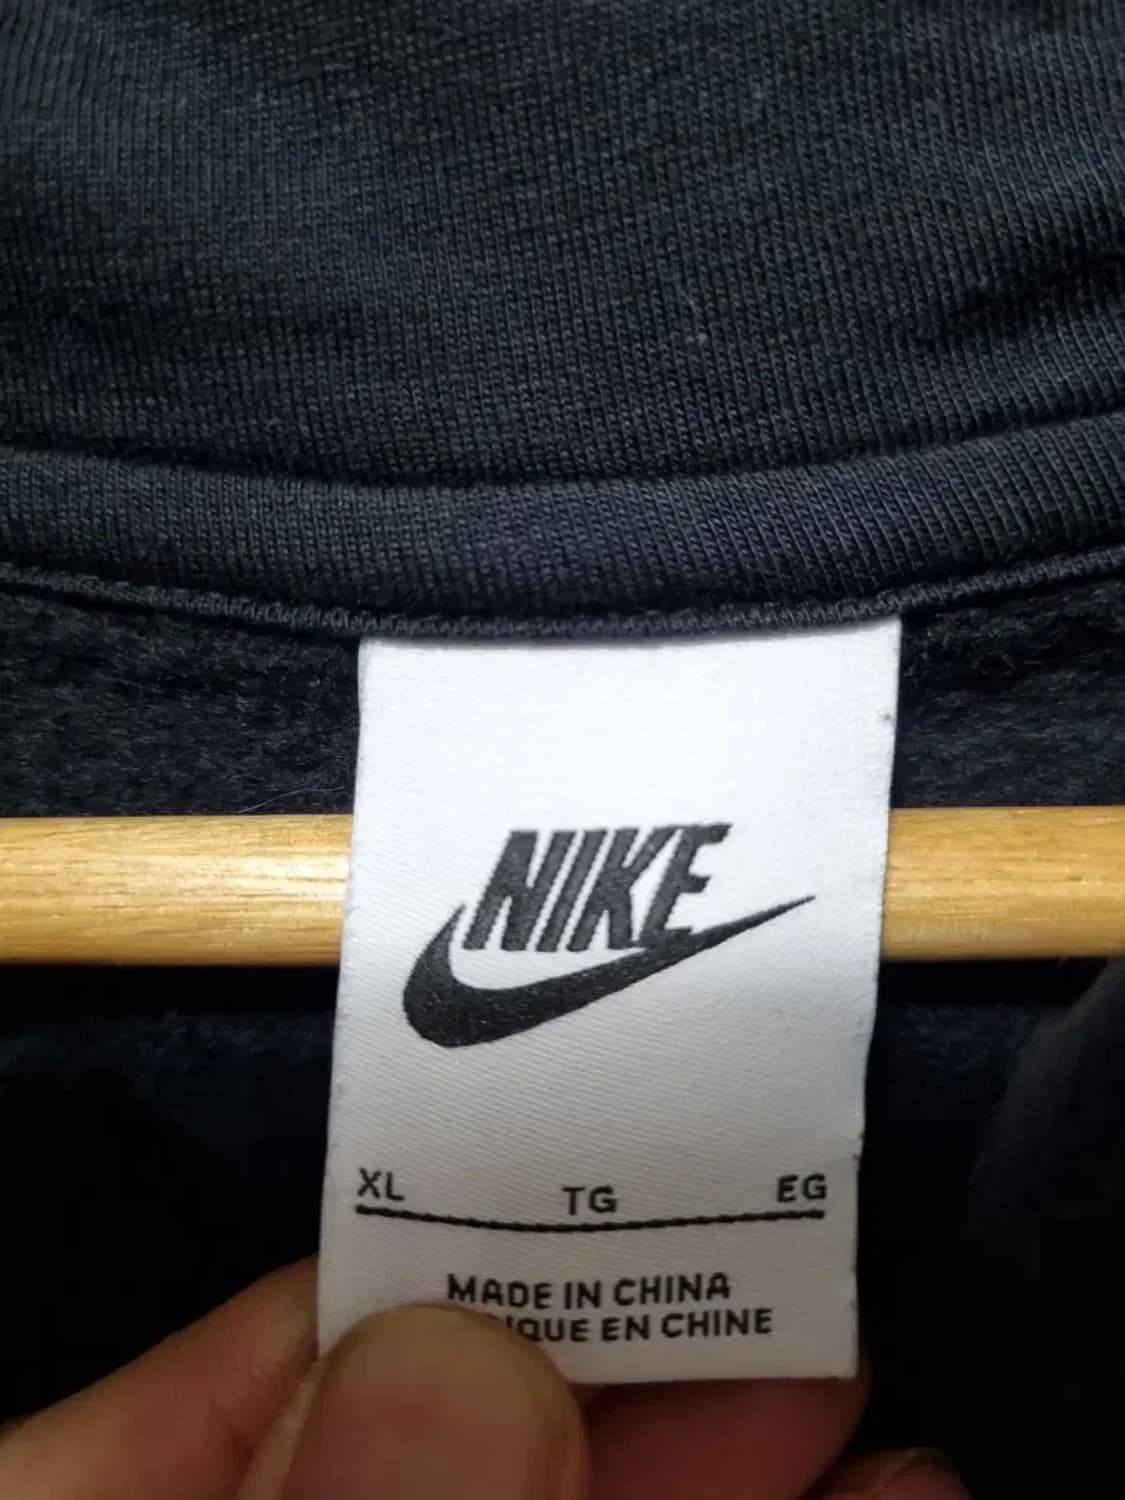 NIKE
XL TG EG
MADE IN CHINA
EN CHINE